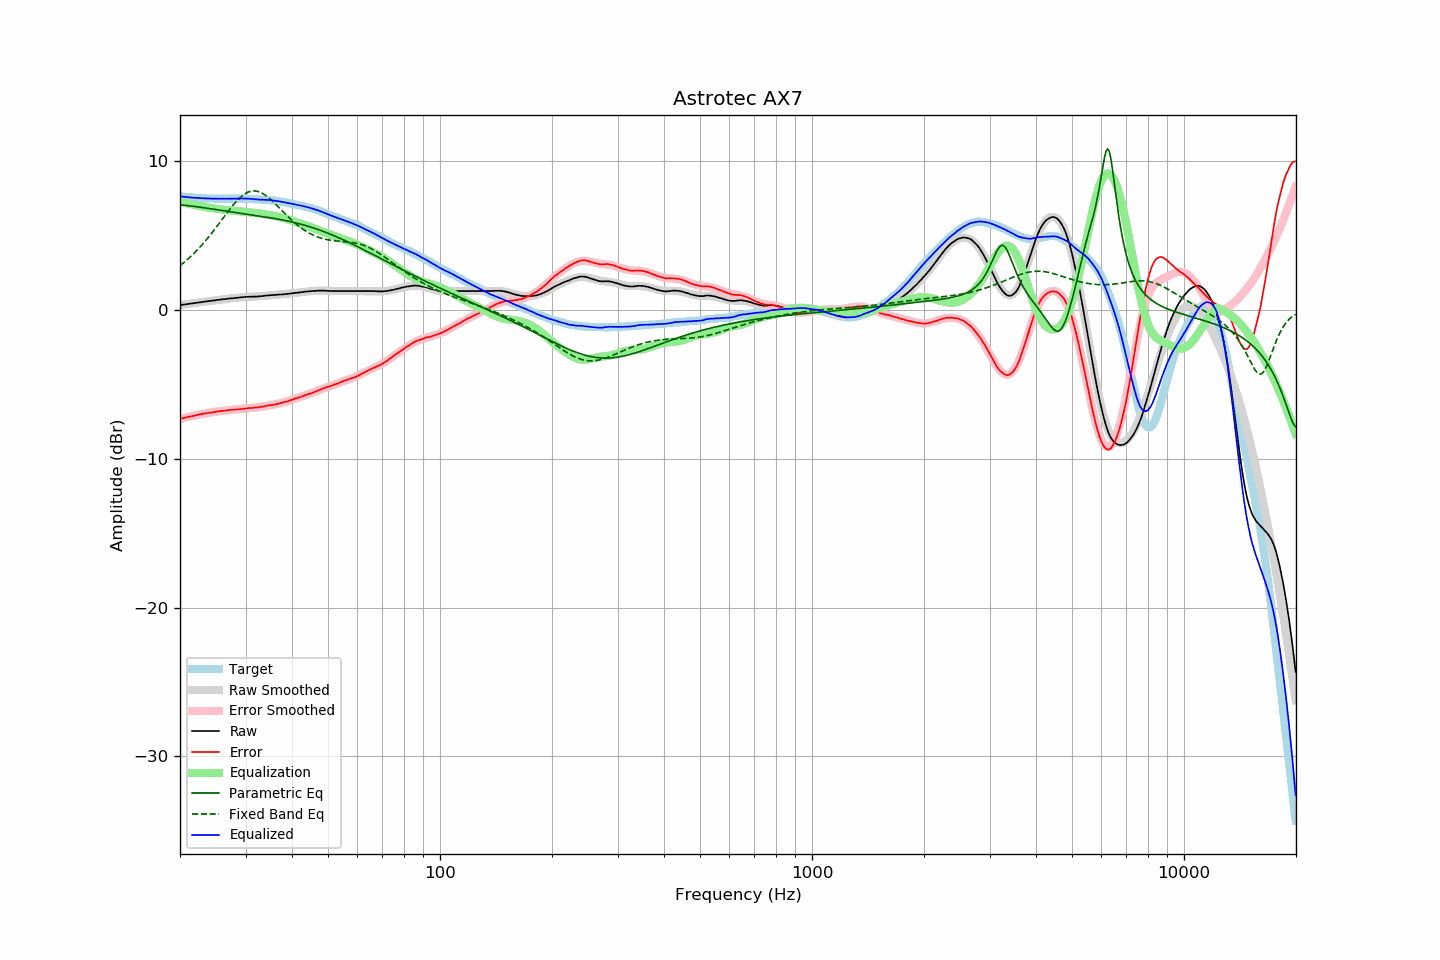 Astrotec AX7
10
0
−10
−20
−30
Amplitude (dBr)
100
1000
10000
Frequency (Hz)
Target
Raw Smoothed
Error Smoothed
Raw
Error
Equalization
Parametric Eq
Fixed Band Eq
Equalized